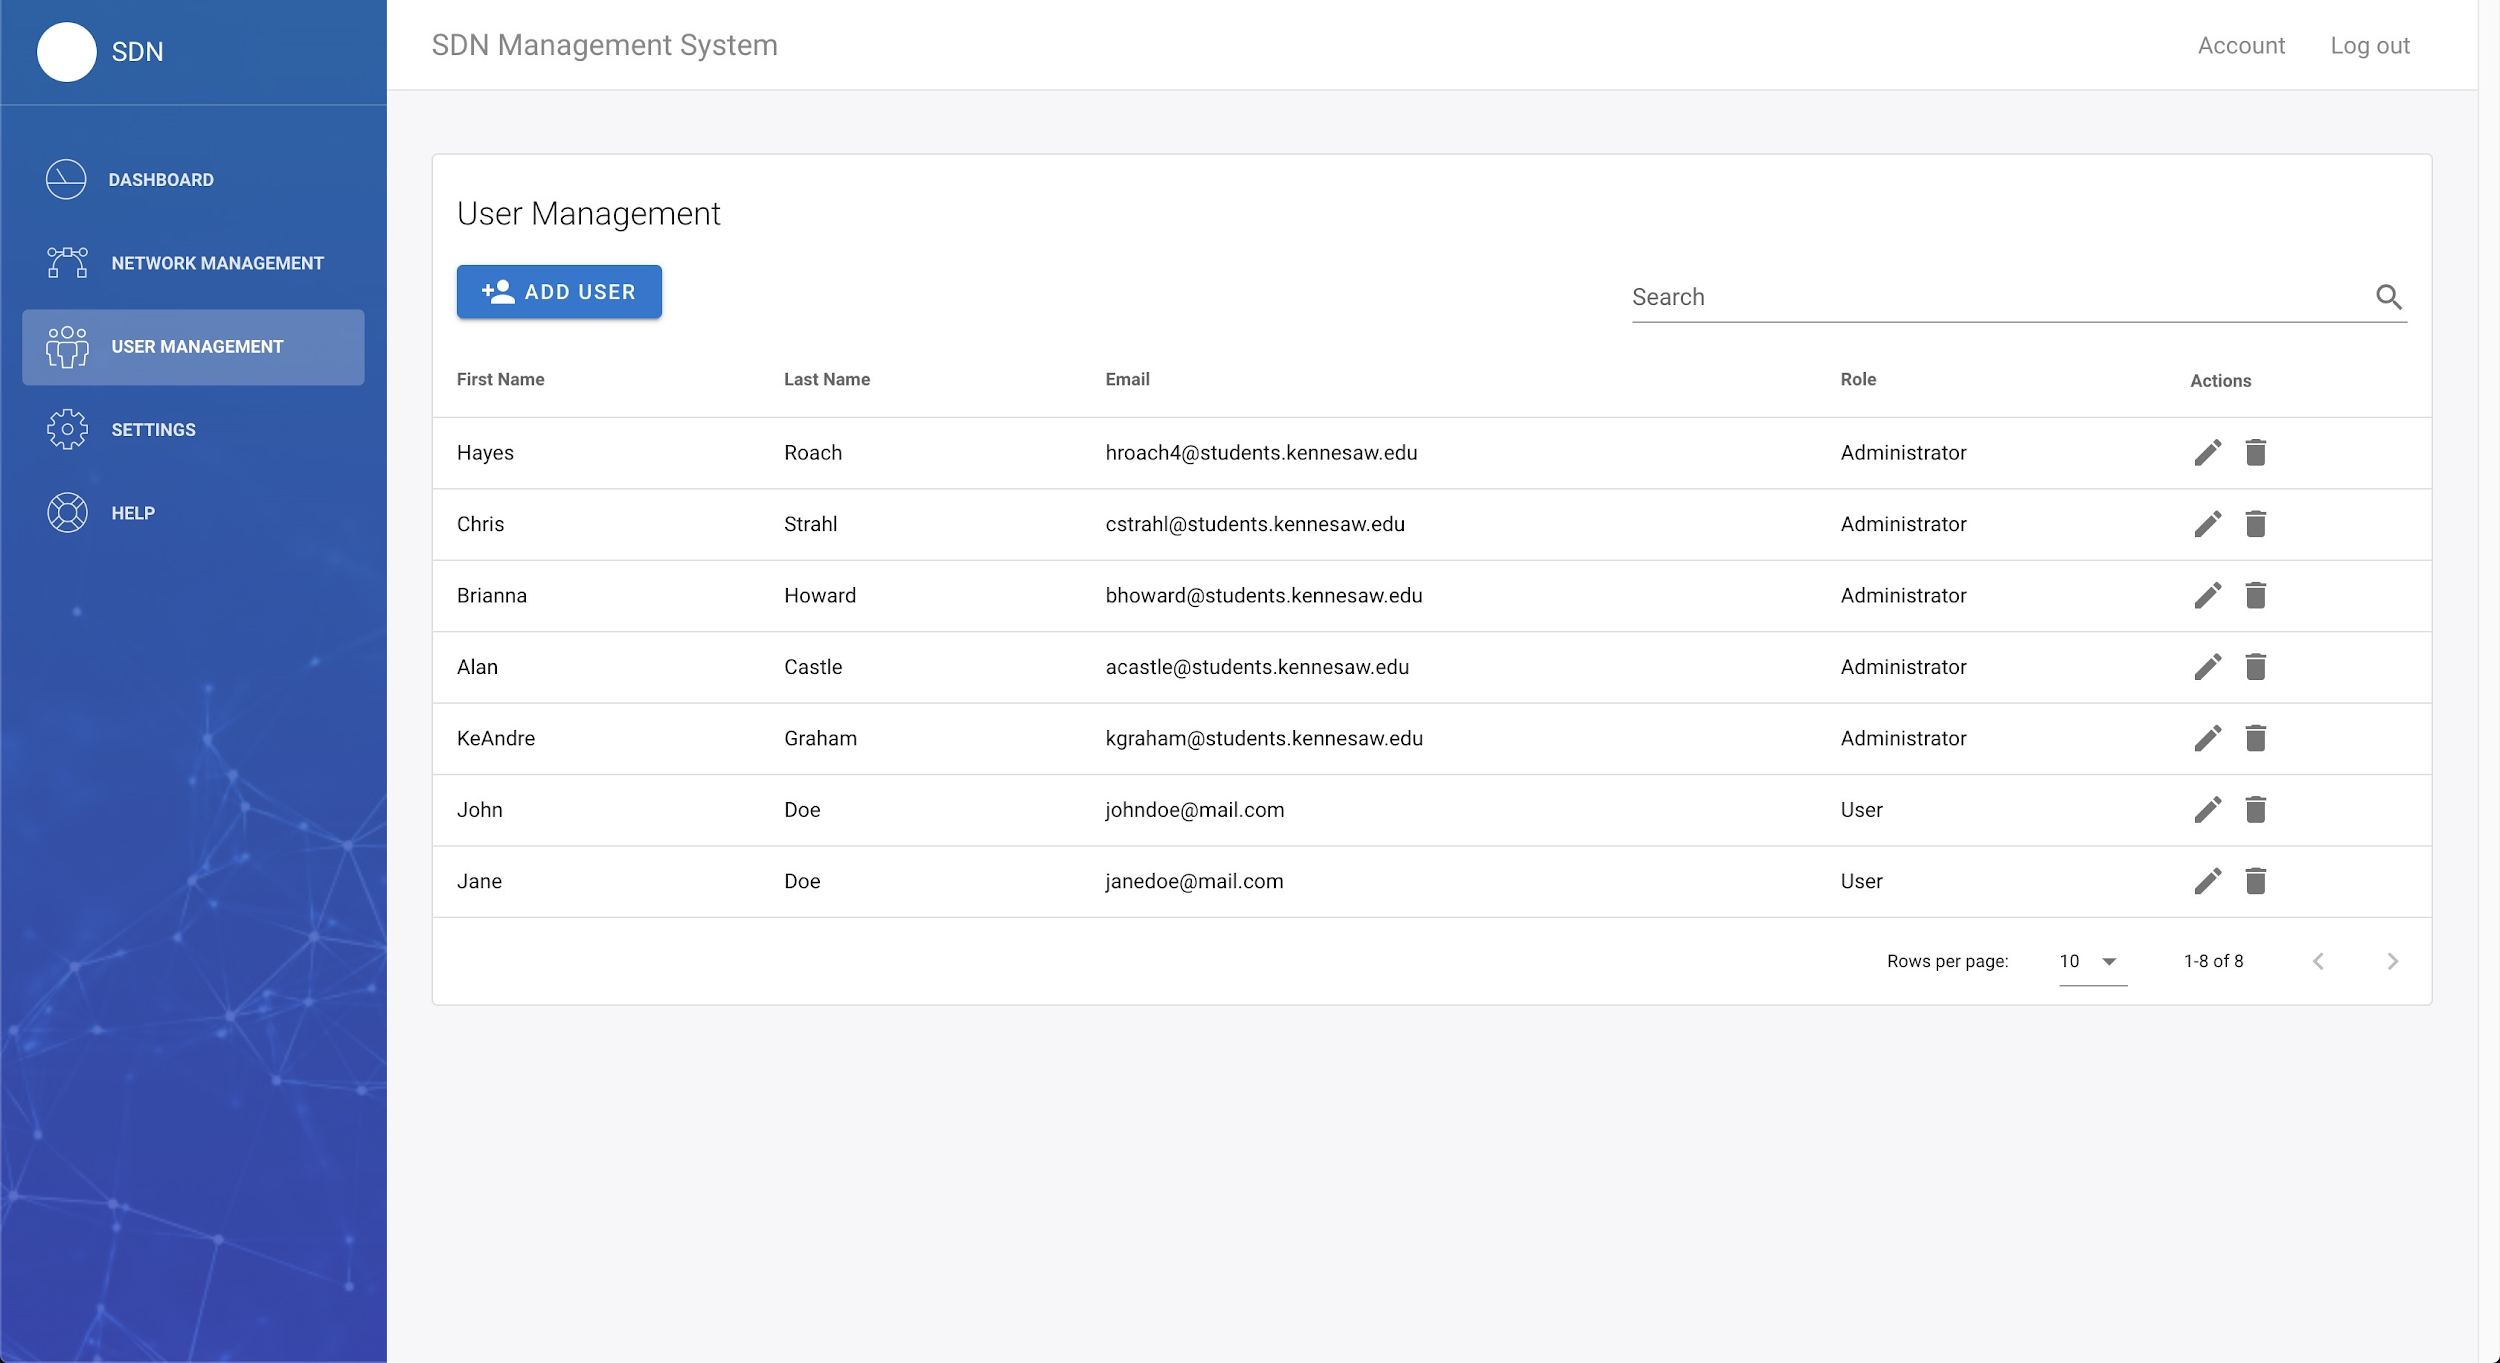 SDN
SDN Management System
Account
Log out
DASHBOARD
NETWORK MANAGEMENT
USER MANAGEMENT
SETTINGS
HELP
User Management
ADD USER
Search
First Name Last Name Email Role Actions
Hayes Roach hroach4@students.kennesaw.edu Administrator
Chris Strahl cstrahl@students.kennesaw.edu Administrator
Brianna Howard bhoward@students.kennesaw.edu Administrator
Alan Castle acastle@students.kennesaw.edu Administrator
KeAndre Graham kgraham@students.kennesaw.edu Administrator
John Doe johndoe@mail.com User
Jane Doe janedoe@mail.com User
Rows per page: 10 1-8 of 8